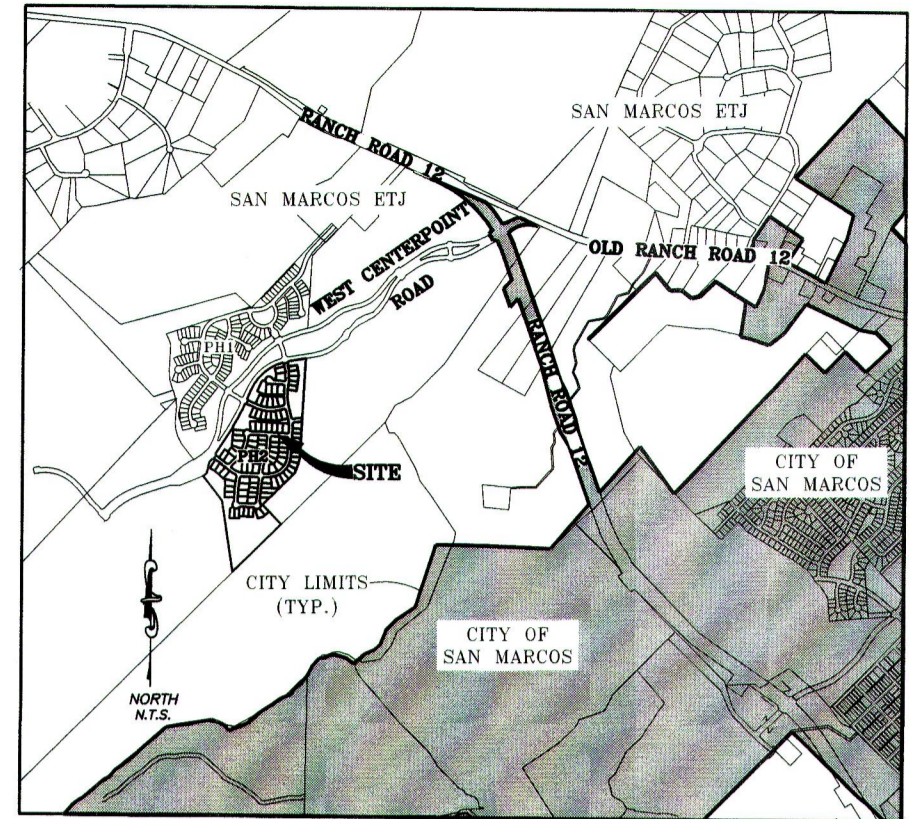 SAN MARCOS ETJ
RANCH ROAD 12
SAN MARCOS ETJ
WEST CENTERPOINT
ROAD
OLD RANCH ROAD 12
RANCH ROAD 12
PH1
PH2
SITE
CITY OF
SAN MARCOS
CITY LIMITS
(TYP.)
CITY OF
SAN MARCOS
NORTH
N.T.S.